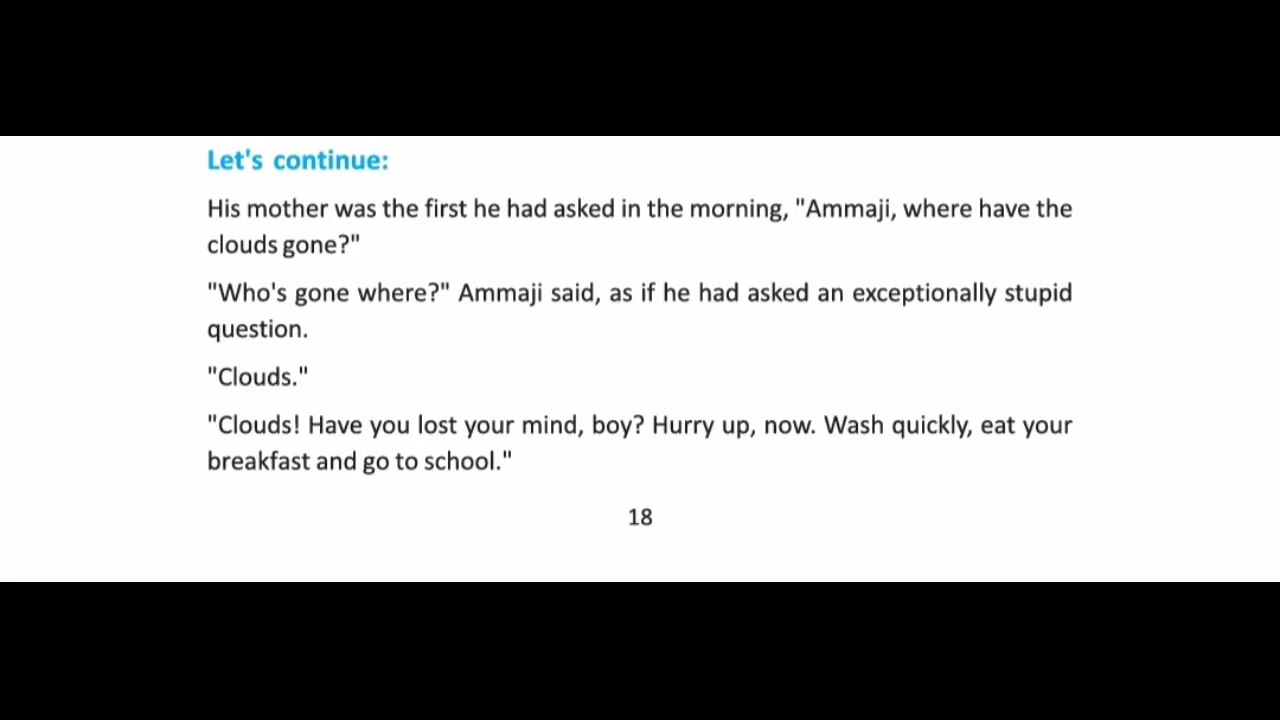 Let's continue:
His mother was the first he had asked in the morning, "Ammaji, where have the
clouds gone?"
"Who's gone where?" Ammaji said, as if he had asked an exceptionally stupid
question.
"Clouds."
"Clouds! Have you lost your mind, boy? Hurry up, now. Wash quickly, eat your
breakfast and go to school."
18